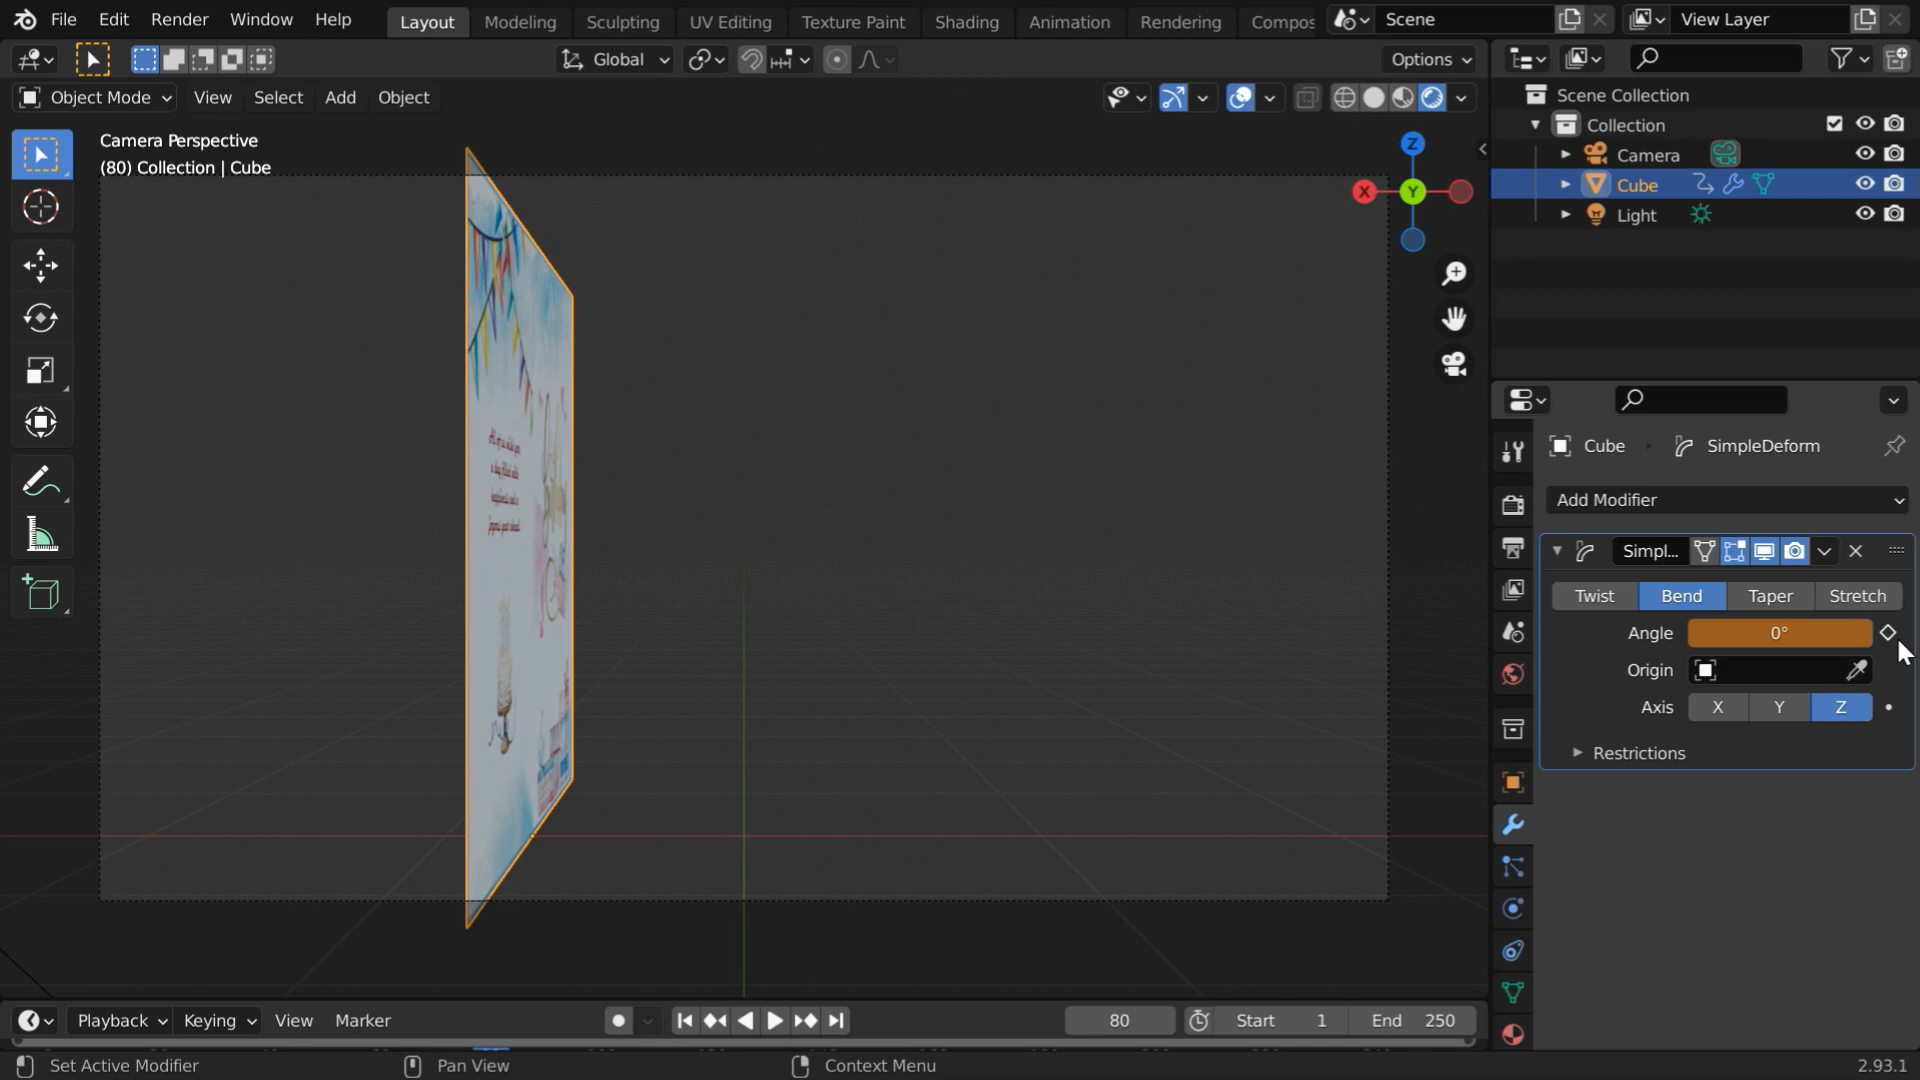 File Edit Render Window Help Layout Modeling Sculpting UV Editing Texture Paint Shading Animation Rendering Compos Scene View Layer
Global Options
Object Mode View Select Add Object
Camera Perspective
(80) Collection | Cube
Z
X
Y
Scene Collection
Collection
Camera
Cube
Light
Cube SimpleDeform
Add Modifier
Simpl...
Twist Bend Taper Stretch
Angle 0°
Origin
Axis X Y Z
Restrictions
Playback Keying View Marker 80 Start 1 End 250
Set Active Modifier Pan View Context Menu 2.93.1